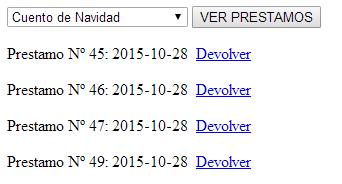 Cuento de Navidad VER PRESTAMOS
Prestamo Nº 45: 2015-10-28 Devolver
Prestamo Nº 46: 2015-10-28 Devolver
Prestamo Nº 47: 2015-10-28 Devolver
Prestamo Nº 49: 2015-10-28 Devolver